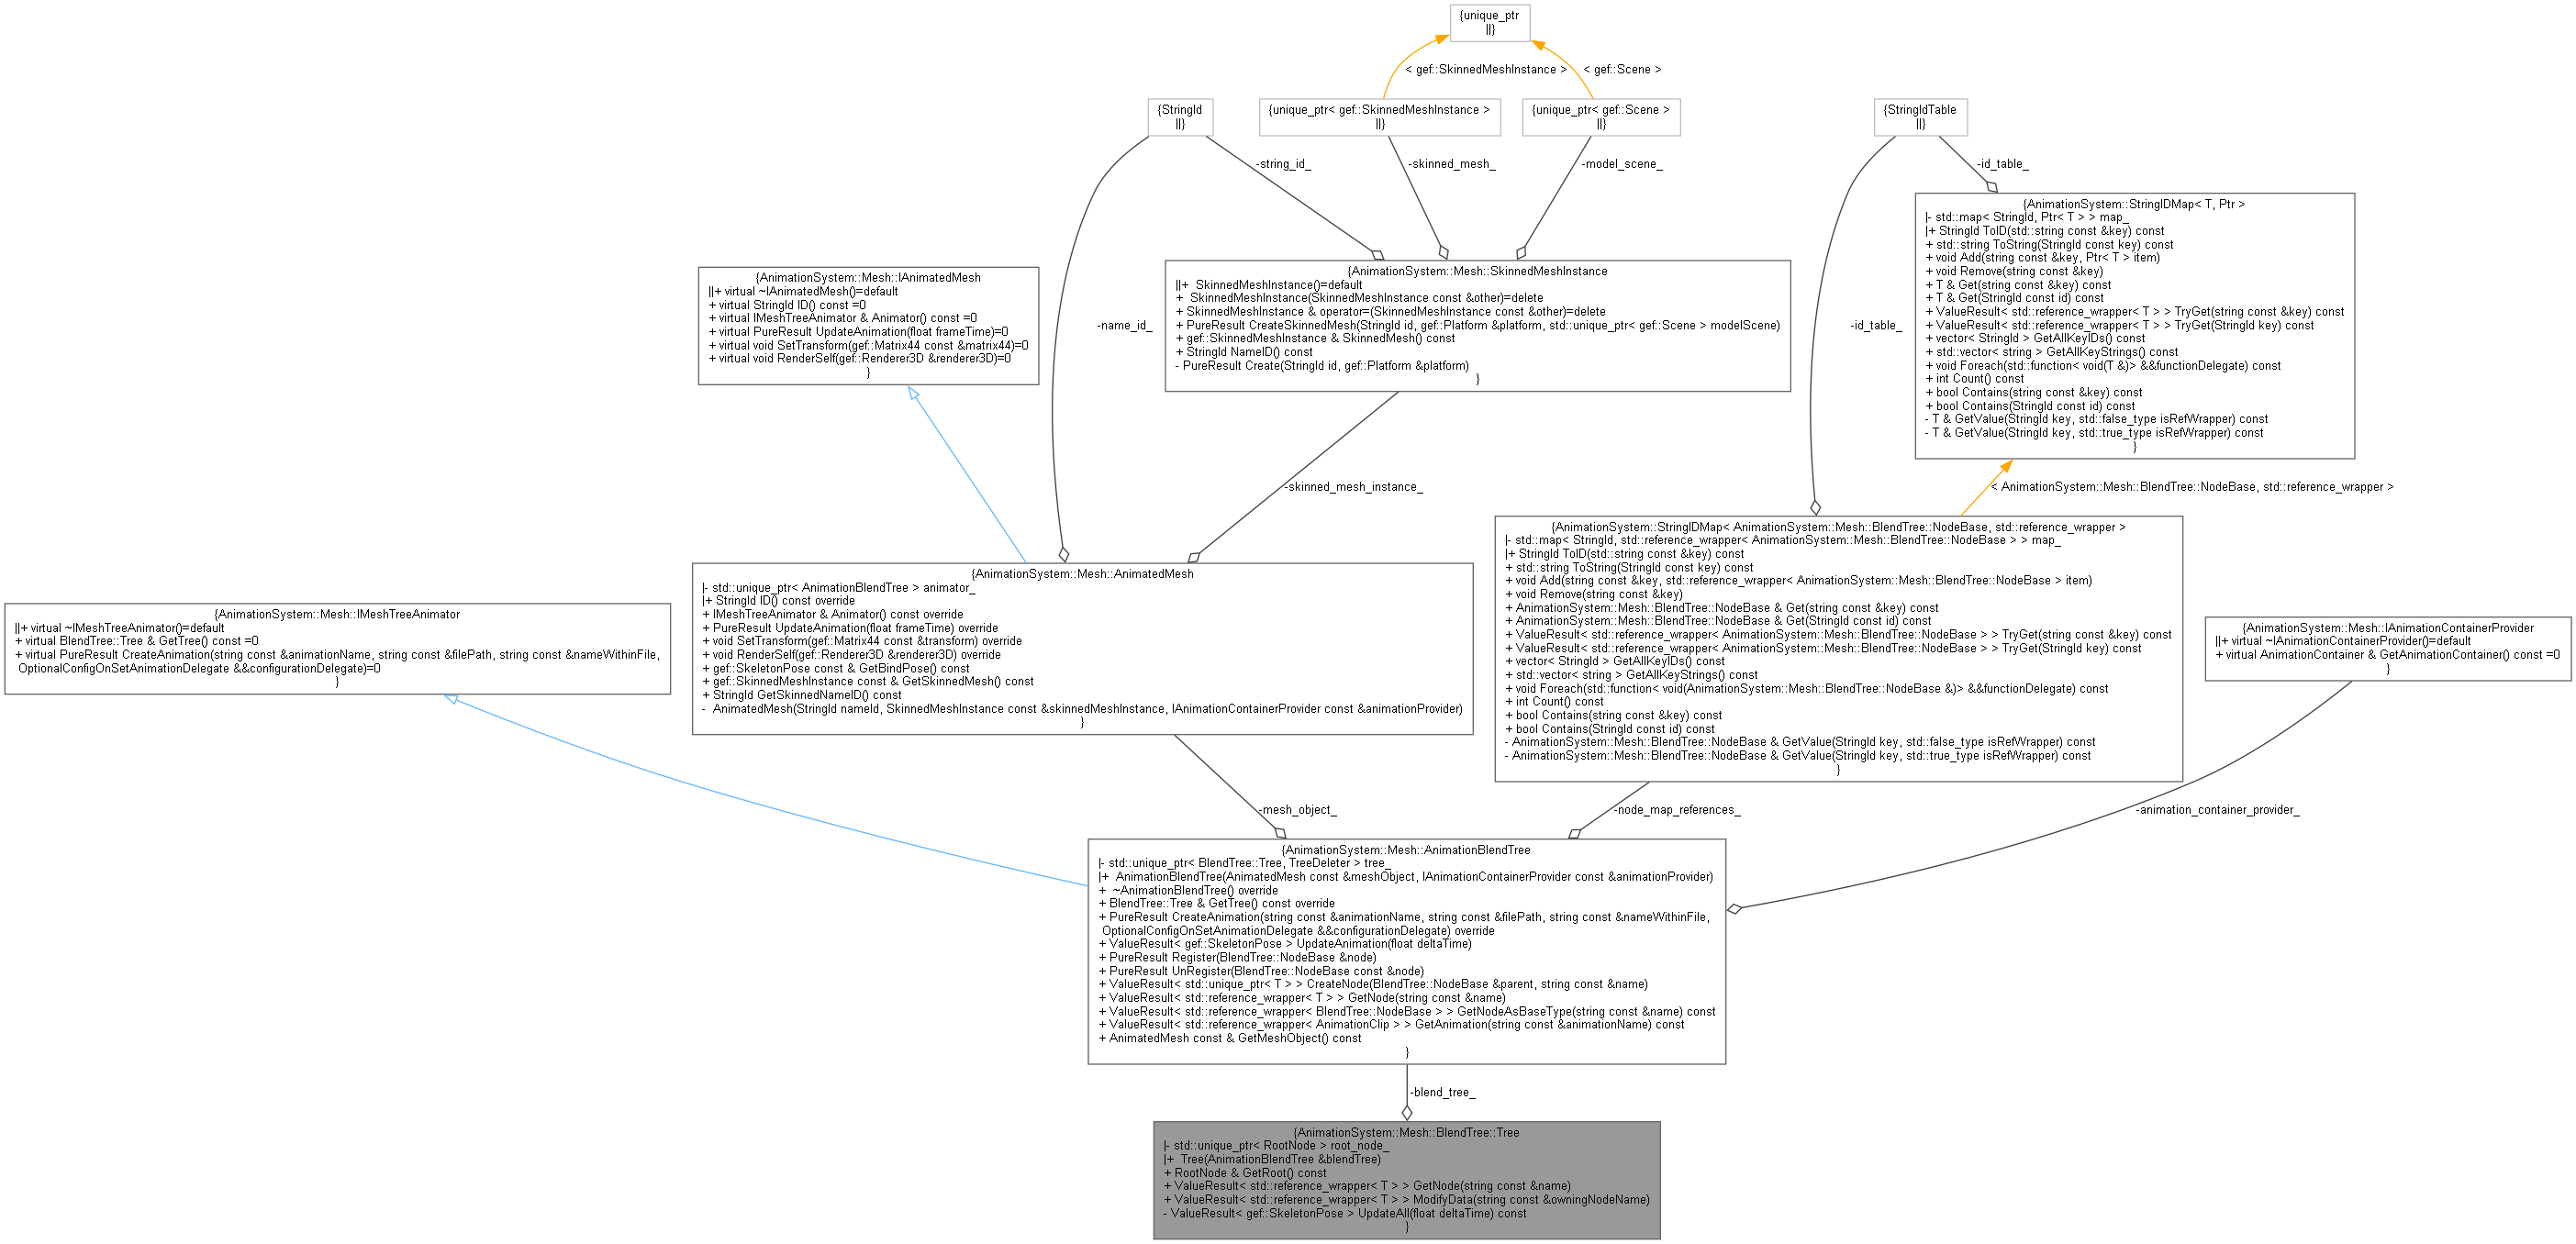 {unique_ptr
||}
< gef::SkinnedMeshInstance >
< gef::Scene >
{StringId
||}
{unique_ptr< gef::SkinnedMeshInstance >
||}
{unique_ptr< gef::Scene >
||}
{StringIdTable
||}
-string_id_
-skinned_mesh_
-model_scene_
-id_table_
{AnimationSystem::StringIDMap< T, Ptr >
|- std::map< StringId, Ptr< T > > map_
|+ StringId ToID(std::string const &key) const
+ std::string ToString(StringId const key) const
+ void Add(string const &key, Ptr< T > item)
+ void Remove(string const &key)
+ T & Get(string const &key) const
+ T & Get(StringId const id) const
+ ValueResult< std::reference_wrapper< T > > TryGet(string const &key) const
+ ValueResult< std::reference_wrapper< T > > TryGet(StringId key) const
+ vector< StringId > GetAllKeyIDs() const
+ std::vector< string > GetAllKeyStrings() const
+ void Foreach(std::function< void(T &)> &&functionDelegate) const
+ int Count() const
+ bool Contains(string const &key) const
+ bool Contains(StringId const id) const
- T & GetValue(StringId key, std::false_type isRefWrapper) const
- T & GetValue(StringId key, std::true_type isRefWrapper) const
}
{AnimationSystem::Mesh::IAnimatedMesh
||+ virtual ~IAnimatedMesh()=default
+ virtual StringId ID() const =0
+ virtual IMeshTreeAnimator & Animator() const =0
+ virtual PureResult UpdateAnimation(float frameTime)=0
+ virtual void SetTransform(gef::Matrix44 const &matrix44)=0
+ virtual void RenderSelf(gef::Renderer3D &renderer3D)=0
}
-name_id_
{AnimationSystem::Mesh::SkinnedMeshInstance
||+  SkinnedMeshInstance()=default
+  SkinnedMeshInstance(SkinnedMeshInstance const &other)=delete
+ SkinnedMeshInstance & operator=(SkinnedMeshInstance const &other)=delete
+ PureResult CreateSkinnedMesh(StringId id, gef::Platform &platform, std::unique_ptr< gef::Scene > modelScene)
+ gef::SkinnedMeshInstance & SkinnedMesh() const
+ StringId NameID() const
- PureResult Create(StringId id, gef::Platform &platform)
}
-id_table_
-skinned_mesh_instance_
< AnimationSystem::Mesh::BlendTree::NodeBase, std::reference_wrapper >
{AnimationSystem::Mesh::IMeshTreeAnimator
||+ virtual ~IMeshTreeAnimator()=default
+ virtual BlendTree::Tree & GetTree() const =0
+ virtual PureResult CreateAnimation(string const &animationName, string const &filePath, string const &nameWithinFile,
OptionalConfigOnSetAnimationDelegate &&configurationDelegate)=0
}
{AnimationSystem::Mesh::AnimatedMesh
|- std::unique_ptr< AnimationBlendTree > animator_
|+ StringId ID() const override
+ IMeshTreeAnimator & Animator() const override
+ PureResult UpdateAnimation(float frameTime) override
+ void SetTransform(gef::Matrix44 const &transform) override
+ void RenderSelf(gef::Renderer3D &renderer3D) override
+ gef::SkeletonPose const & GetBindPose() const
+ gef::SkinnedMeshInstance const & GetSkinnedMesh() const
+ StringId GetSkinnedNameID() const
-  AnimatedMesh(StringId nameId, SkinnedMeshInstance const &skinnedMeshInstance, IAnimationContainerProvider const &animationProvider)
}
{AnimationSystem::StringIDMap< AnimationSystem::Mesh::BlendTree::NodeBase, std::reference_wrapper >
|- std::map< StringId, std::reference_wrapper< AnimationSystem::Mesh::BlendTree::NodeBase > > map_
|+ StringId ToID(std::string const &key) const
+ std::string ToString(StringId const key) const
+ void Add(string const &key, std::reference_wrapper< AnimationSystem::Mesh::BlendTree::NodeBase > item)
+ void Remove(string const &key)
+ AnimationSystem::Mesh::BlendTree::NodeBase & Get(string const &key) const
+ AnimationSystem::Mesh::BlendTree::NodeBase & Get(StringId const id) const
+ ValueResult< std::reference_wrapper< AnimationSystem::Mesh::BlendTree::NodeBase > > TryGet(string const &key) const
+ ValueResult< std::reference_wrapper< AnimationSystem::Mesh::BlendTree::NodeBase > > TryGet(StringId key) const
+ vector< StringId > GetAllKeyIDs() const
+ std::vector< string > GetAllKeyStrings() const
+ void Foreach(std::function< void(AnimationSystem::Mesh::BlendTree::NodeBase &)> &&functionDelegate) const
+ int Count() const
+ bool Contains(string const &key) const
+ bool Contains(StringId const id) const
- AnimationSystem::Mesh::BlendTree::NodeBase & GetValue(StringId key, std::false_type isRefWrapper) const
- AnimationSystem::Mesh::BlendTree::NodeBase & GetValue(StringId key, std::true_type isRefWrapper) const
}
{AnimationSystem::Mesh::IAnimationContainerProvider
||+ virtual ~IAnimationContainerProvider()=default
+ virtual AnimationContainer & GetAnimationContainer() const =0
}
-mesh_object_
-node_map_references_
-animation_container_provider_
{AnimationSystem::Mesh::AnimationBlendTree
|- std::unique_ptr< BlendTree::Tree, TreeDeleter > tree_
|+  AnimationBlendTree(AnimatedMesh const &meshObject, IAnimationContainerProvider const &animationProvider)
+  ~AnimationBlendTree() override
+ BlendTree::Tree & GetTree() const override
+ PureResult CreateAnimation(string const &animationName, string const &filePath, string const &nameWithinFile,
OptionalConfigOnSetAnimationDelegate &&configurationDelegate) override
+ ValueResult< gef::SkeletonPose > UpdateAnimation(float deltaTime)
+ PureResult Register(BlendTree::NodeBase &node)
+ PureResult UnRegister(BlendTree::NodeBase const &node)
+ ValueResult< std::unique_ptr< T > > CreateNode(BlendTree::NodeBase &parent, string const &name)
+ ValueResult< std::reference_wrapper< T > > GetNode(string const &name)
+ ValueResult< std::reference_wrapper< BlendTree::NodeBase > > GetNodeAsBaseType(string const &name) const
+ ValueResult< std::reference_wrapper< AnimationClip > > GetAnimation(string const &animationName) const
+ AnimatedMesh const & GetMeshObject() const
}
-blend_tree_
{AnimationSystem::Mesh::BlendTree::Tree
|- std::unique_ptr< RootNode > root_node_
|+  Tree(AnimationBlendTree &blendTree)
+ RootNode & GetRoot() const
+ ValueResult< std::reference_wrapper< T > > GetNode(string const &name)
+ ValueResult< std::reference_wrapper< T > > ModifyData(string const &owningNodeName)
- ValueResult< gef::SkeletonPose > UpdateAll(float deltaTime) const
}